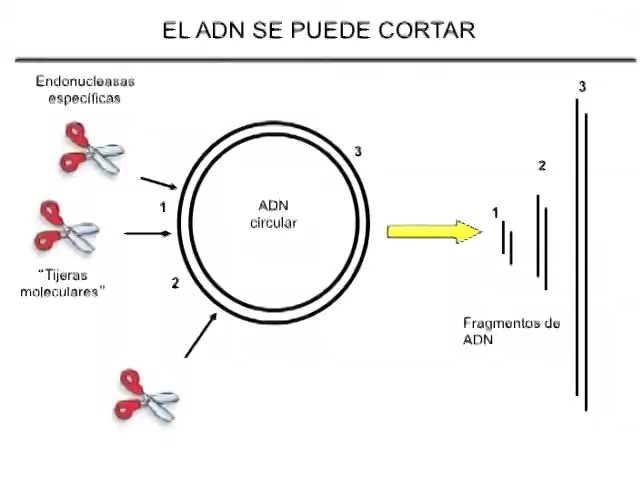 EL ADN SE PUEDE CORTAR
Endonucleasas
específicas
3
3
ADN
circular
1
2
1
"Tijeras
moleculares"
2
Fragmentos de
ADN